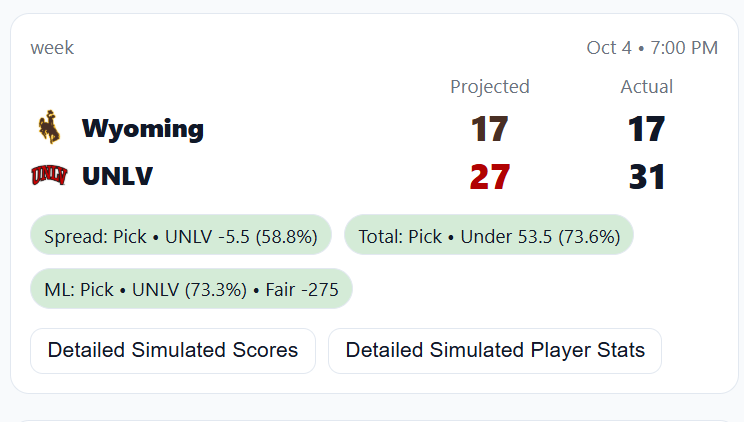 week Oct 4 • 7:00 PM
Projected Actual
Wyoming 17 17
UNLV UNLV 27 31
Spread: Pick • UNLV -5.5 (58.8%) Total: Pick • Under 53.5 (73.6%)
ML: Pick • UNLV (73.3%) • Fair -275
Detailed Simulated Scores Detailed Simulated Player Stats